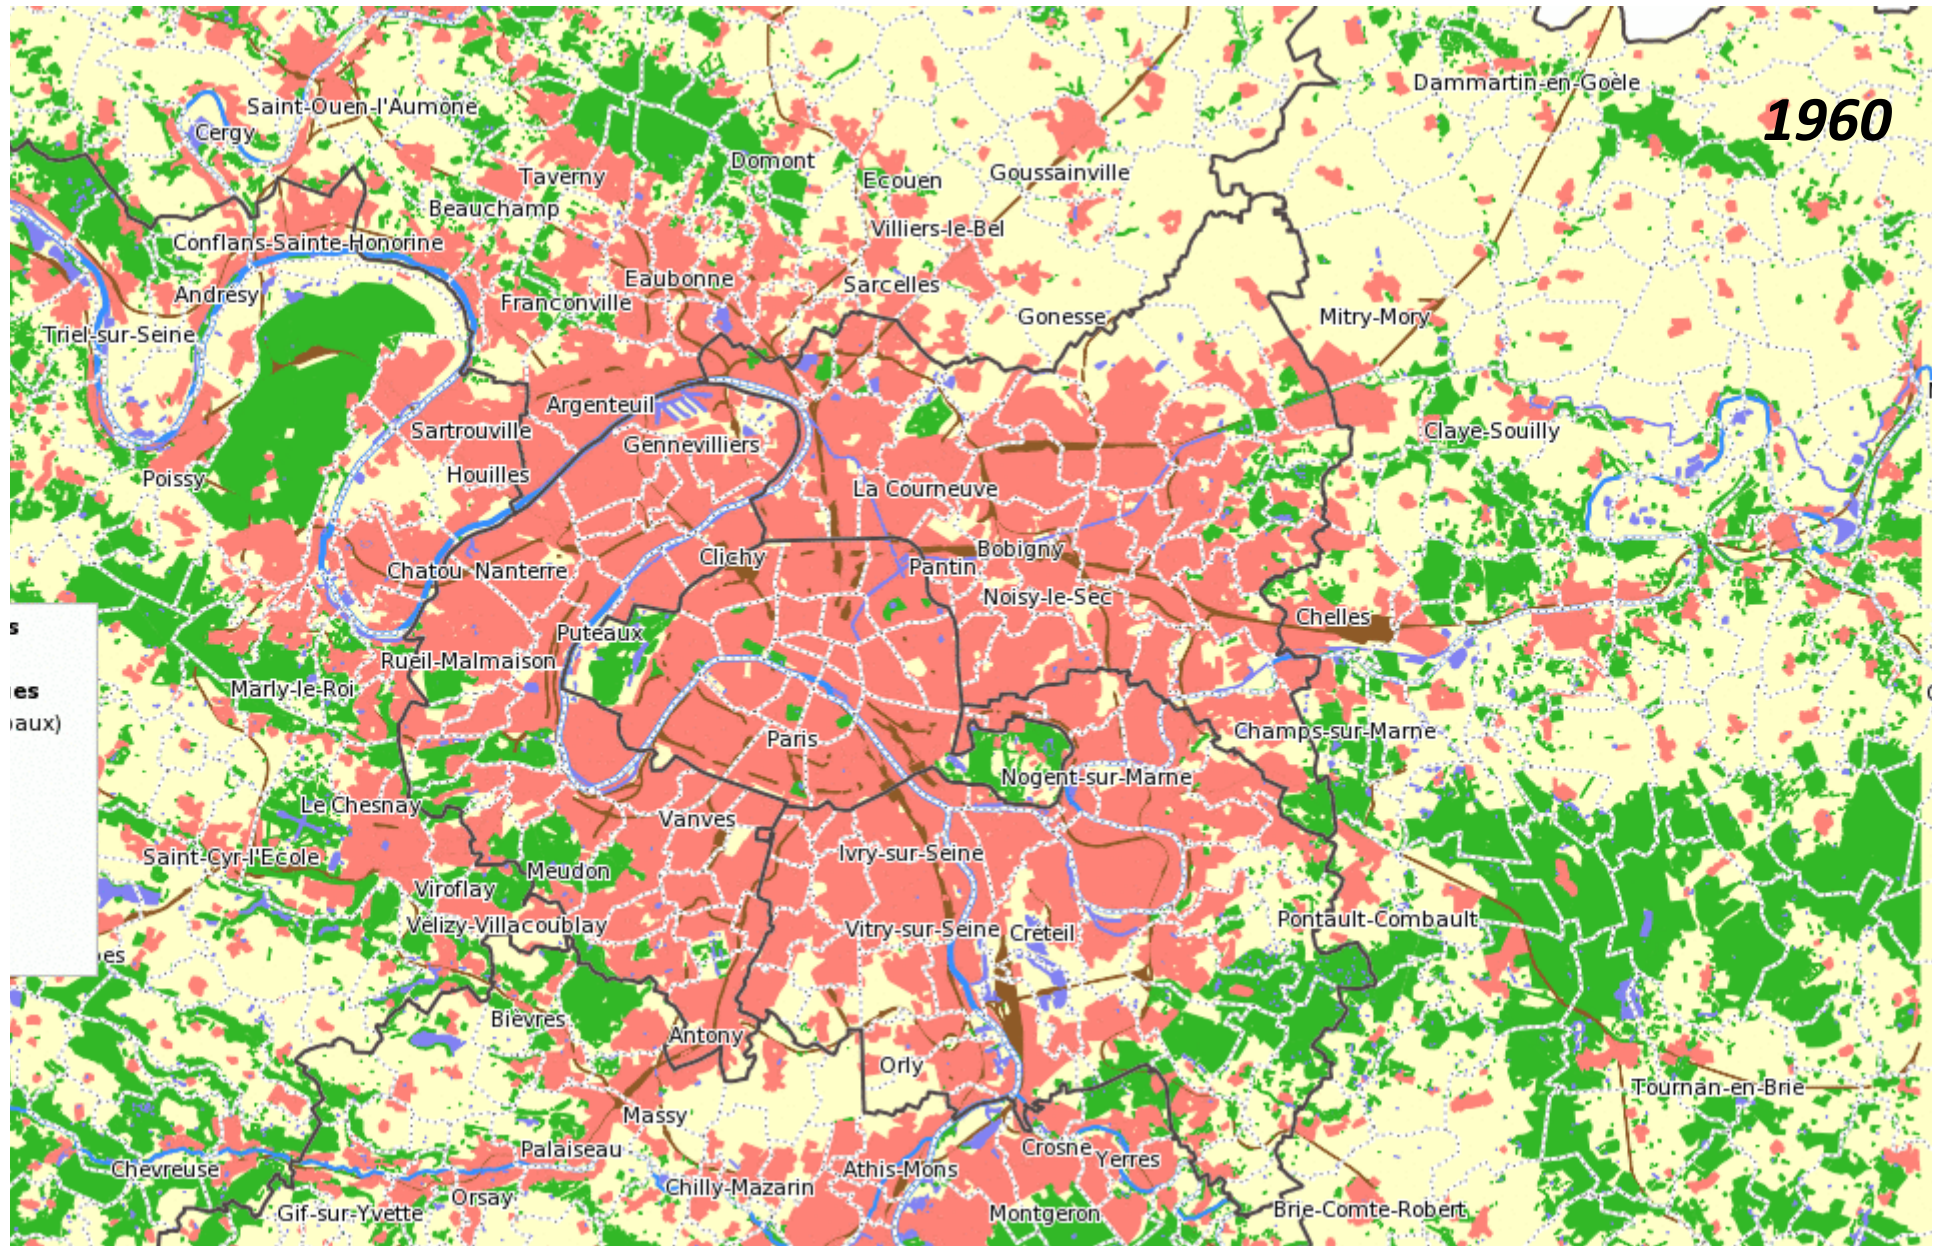 Dammartin-en-Goële
1960
Saint-Ouen-l'Aumône
Cergy
Domont
Taverny
Ecouen
Goussainville
Beauchamp
Villiers-le-Bel
Conflans-Sainte-Honorine
Eaubonne
Sarcelles
Andresy
Franconville
Gonesse
Mitry-Mory
Triel-sur-Seine
Argenteuil
Sartrouville
Gennevilliers
Claye-Souilly
Houilles
Poissy
La Courneuve
Bobigny
Clichy
Pantin
Chatou
Nanterre
Noisy-le-Sec
Chelles
s
Puteaux
Rueil-Malmaison
Marly-le-Roi
ues
paux)
Champs-sur-Marne
Paris
Nogent-sur-Marne
Le Chesnay
Vanves
Ivry-sur-Seine
Saint-Cyr-l'Ecole
Meudon
Viroflay
Vélizy-Villacoublay
Vitry-sur-Seine
Créteil
Pontault-Combault
pes
Bièvres
Antony
Orly
Tournan-en-Brie
Massy
Palaiseau
Crosne
Yerres
Chevreuse
Athis-Mons
Chilly-Mazarin
Orsay
Gif-sur-Yvette
Montgeron
Brie-Comte-Robert